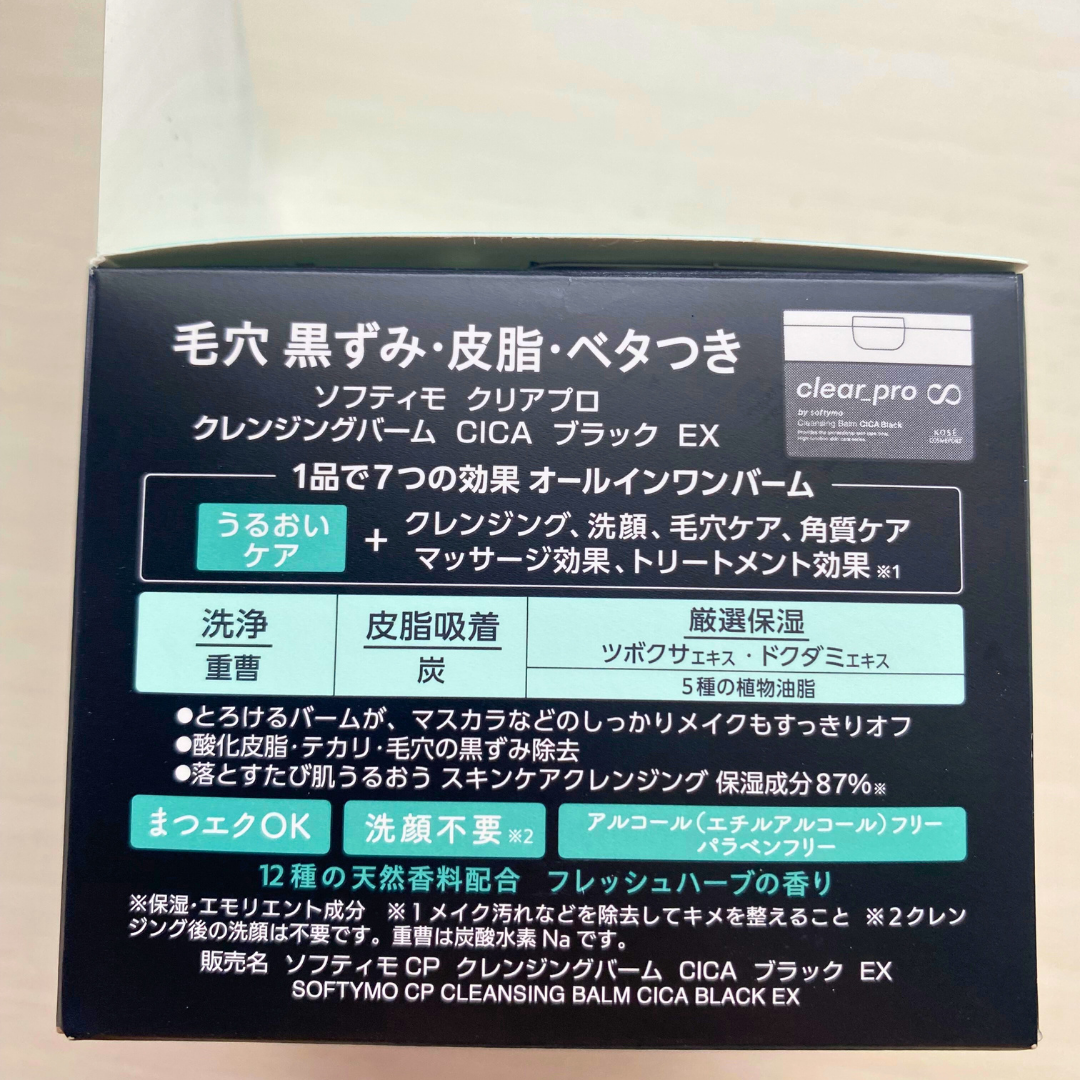 毛穴 黒ずみ・皮脂・ベタつき
ソフティモ クリアプロ
クレンジングバーム CICA ブラック EX
clear_pro
by softymo
Cleansing Balm CICA Black
KOSÉ
COSMEPORT
1品で7つの効果 オールインワンバーム
うるおい
ケア
+
クレンジング、洗顔、毛穴ケア、角質ケア
マッサージ効果、トリートメント効果※1
洗浄
重曹
皮脂吸着
炭
厳選保湿
ツボクサエキス・ドクダミエキス
5種の植物油脂
●とろけるバームが、マスカラなどのしっかりメイクもすっきりオフ
●酸化皮脂・テカリ・毛穴の黒ずみ除去
●落とすたび肌うるおう スキンケアクレンジング 保湿成分87%※
まつエクOK
洗顔不要※2
アルコール(エチルアルコール)フリー
パラベンフリー
12種の天然香料配合 フレッシュハーブの香り
※保湿・エモリエント成分 ※1メイク汚れなどを除去してキメを整えること ※2クレン
ジング後の洗顔は不要です。重曹は炭酸水素Naです。
販売名 ソフティモCP クレンジングバーム CICA ブラック EX
SOFTYMO CP CLEANSING BALM CICA BLACK EX